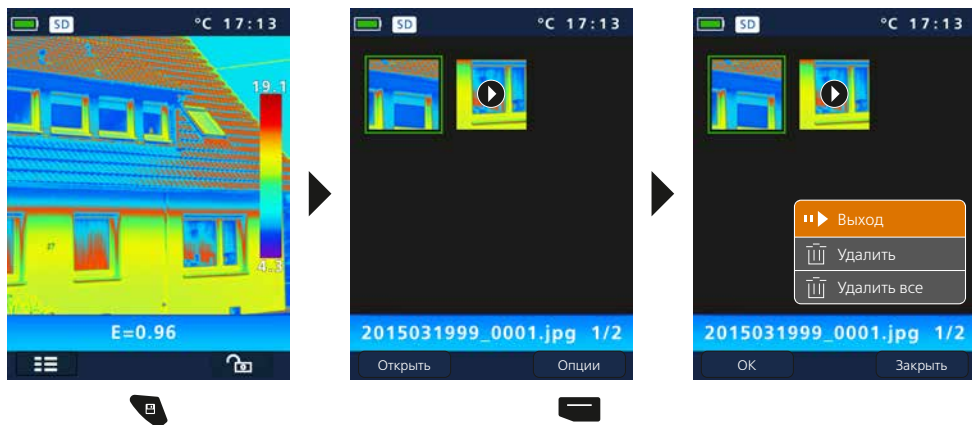 SD °C 17:13
19.1
4.3
E=0.96
SD °C 17:13
2015031999_0001.jpg 1/2
Открыть Опции
SD °C 17:13
Выход
Удалить
Удалить все
2015031999_0001.jpg 1/2
ОК Закрыть